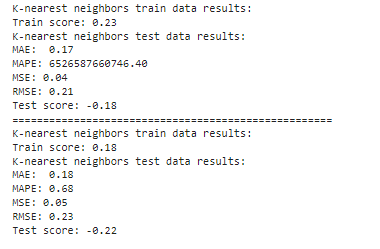 K-nearest neighbors train data results:
Train score: 0.23
K-nearest neighbors test data results:
MAE:  0.17
MAPE: 6526587660746.40
MSE: 0.04
RMSE: 0.21
Test score: -0.18
====================================================
K-nearest neighbors train data results:
Train score: 0.18
K-nearest neighbors test data results:
MAE:  0.18
MAPE: 0.68
MSE: 0.05
RMSE: 0.23
Test score: -0.22